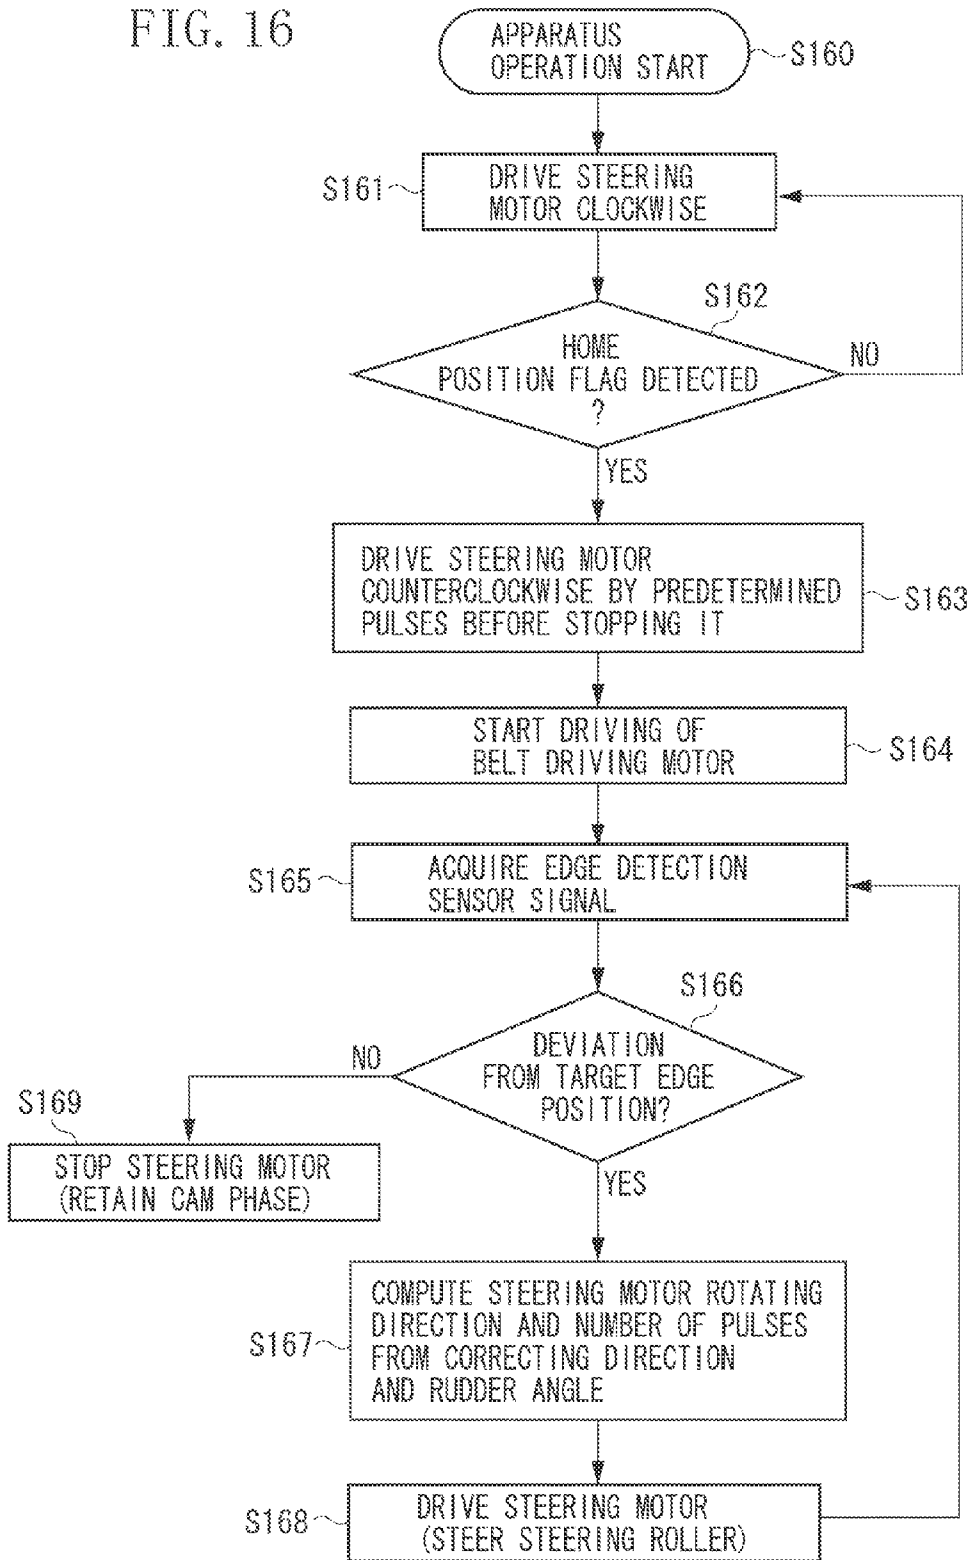 FIG. 16
APPARATUS
OPERATION START
S160
S161
DRIVE STEERING
MOTOR CLOCKWISE
S162
HOME
POSITION FLAG DETECTED
?
NO
YES
DRIVE STEERING MOTOR
COUNTERCLOCKWISE BY PREDETERMINED
PULSES BEFORE STOPPING IT
S163
START DRIVING OF
BELT DRIVING MOTOR
S164
S165
ACQUIRE EDGE DETECTION
SENSOR SIGNAL
S166
DEVIATION
FROM TARGET EDGE
POSITION?
NO
S169
STOP STEERING MOTOR
(RETAIN CAM PHASE)
YES
S167
COMPUTE STEERING MOTOR ROTATING
DIRECTION AND NUMBER OF PULSES
FROM CORRECTING DIRECTION
AND RUDDER ANGLE
S168
DRIVE STEERING MOTOR
(STEER STEERING ROLLER)